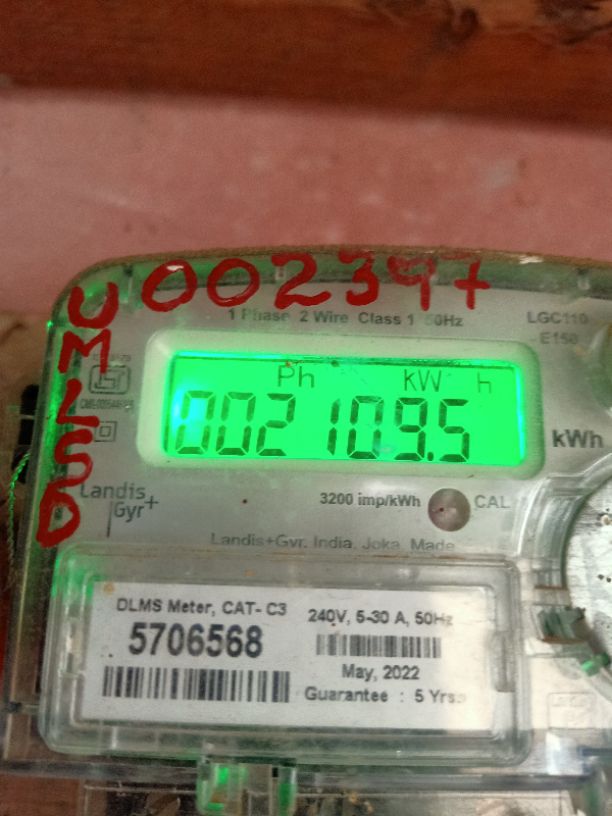 002397
UMLSD
1 Phase 2 Wire Class 1 50Hz
LGC110
E150
Ph kW h
002109.5
kWh
Landis
Gyr+
3200 imp/kWh
CAL
Landis+Gyr, India, Joka, Made
DLMS Meter, CAT- C3
5706568
240V, 5-30 A, 50Hz
May, 2022
Guarantee : 5 Yrs.